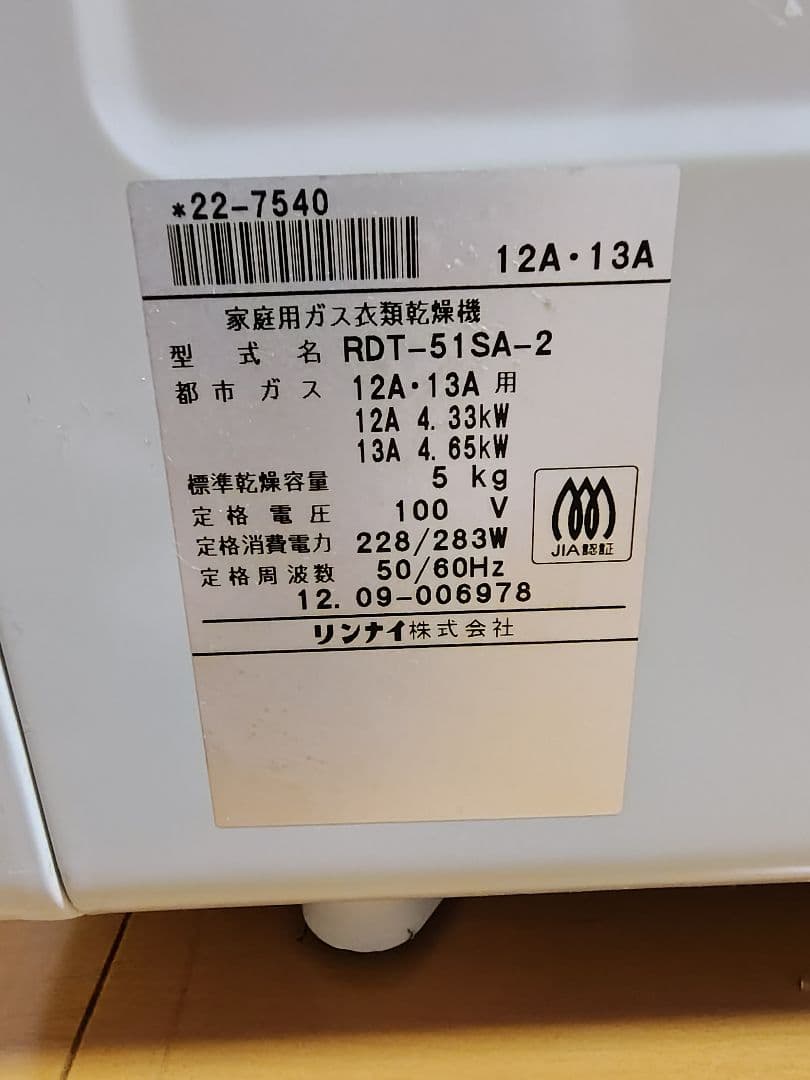 *22-7540
12A・13A
家庭用ガス衣類乾燥機
型式名 RDT-51SA-2
都市ガス 12A・13A 用
12A 4.33kW
13A 4.65kW
標準乾燥容量 5 kg
定格電圧 100 V
定格消費電力 228/283W
定格周波数 50/60Hz
12.09-006978
JIA認証
リンナイ株式会社